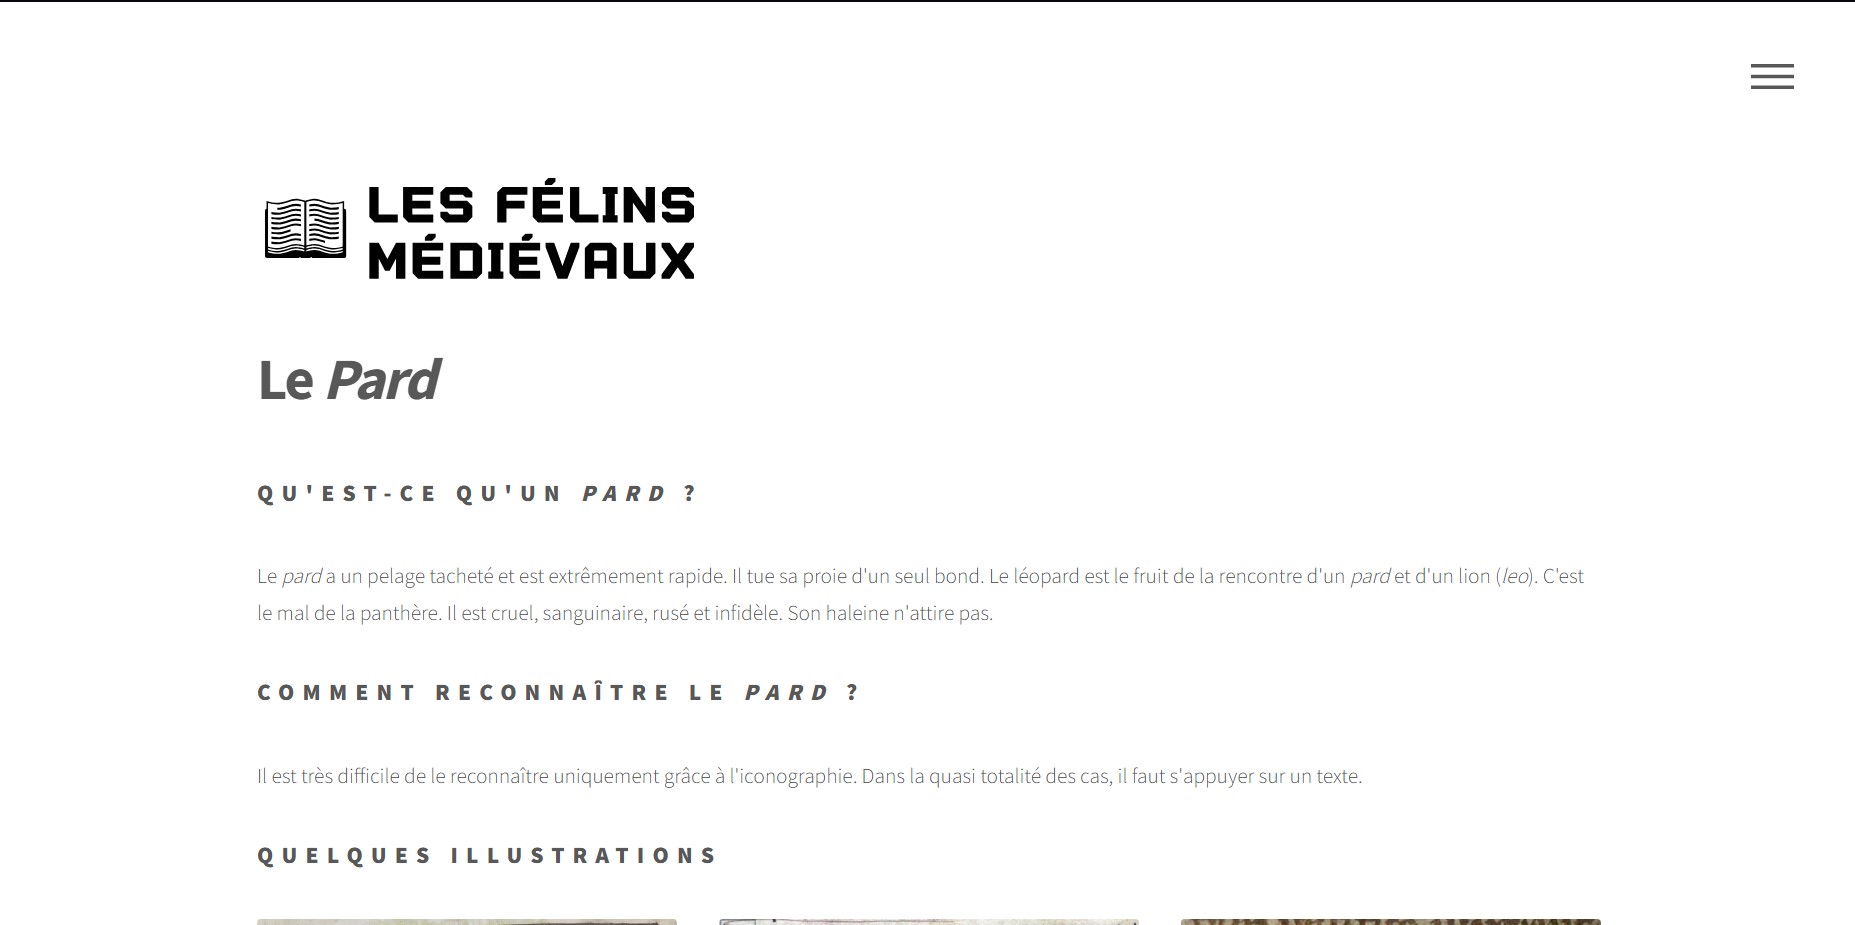 LES FÉLINS
MÉDIÉVAUX
Le Pard
QU'EST-CE QU'UN PARD ?
Le pard a un pelage tacheté et est extrêmement rapide. Il tue sa proie d'un seul bond. Le léopard est le fruit de la rencontre d'un pard et d'un lion (leo). C'est
le mal de la panthère. Il est cruel, sanguinaire, rusé et infidèle. Son haleine n'attire pas.
COMMENT RECONNAÎTRE LE PARD ?
Il est très difficile de le reconnaître uniquement grâce à l'iconographie. Dans la quasi totalité des cas, il faut s'appuyer sur un texte.
QUELQUES ILLUSTRATIONS